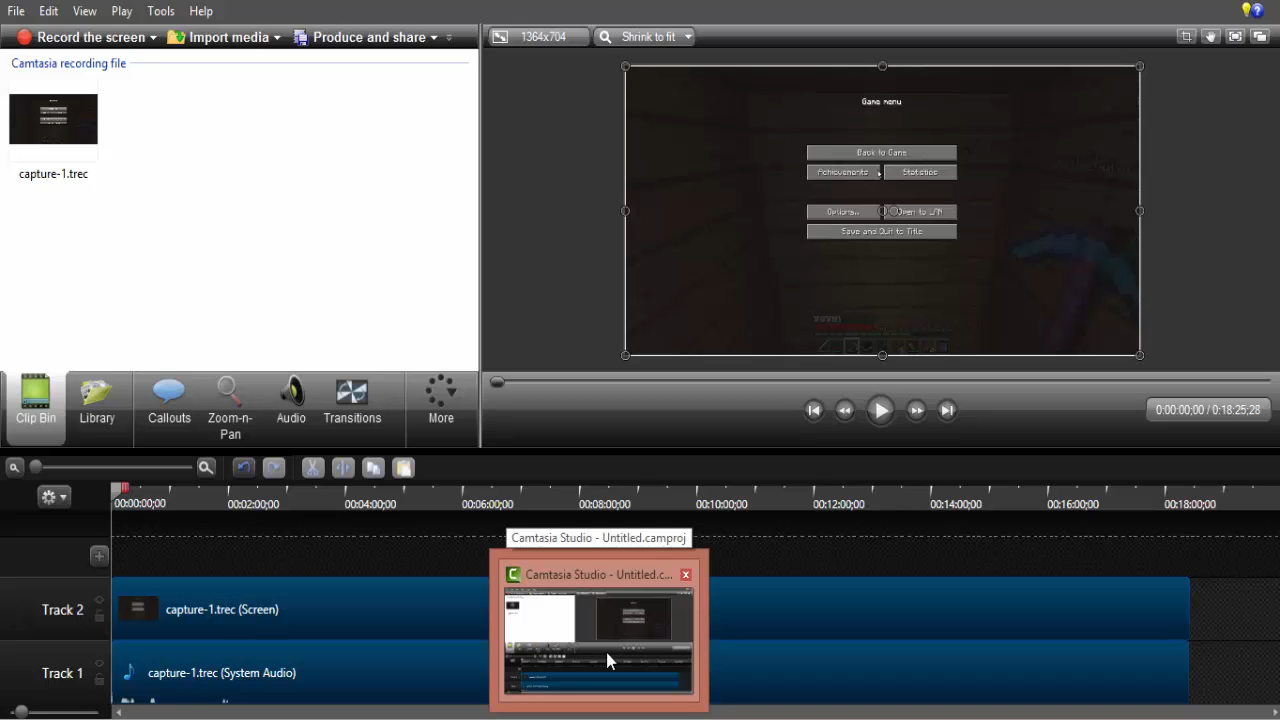 File Edit View Play Tools Help
Record the screen Import media Produce and share
1364x704 Shrink to fit
Camtasia recording file
capture-1.trec
Game menu
Back to Game
Achievements Statistics
Options... Open to LAN
Save and Quit to Title
Clip Bin Library Callouts Zoom-n-Pan Audio Transitions More
0:00:00;00 / 0:18:25;28
00:00:00;00 00:02:00;00 00:04:00;00 00:06:00;00 00:08:00;00 00:10:00;00 00:12:00;00 00:14:00;00 00:16:00;00 00:18:00;00
Camtasia Studio - Untitled.camproj
Camtasia Studio - Untitled.c...
Track 2 capture-1.trec (Screen)
Track 1 capture-1.trec (System Audio)